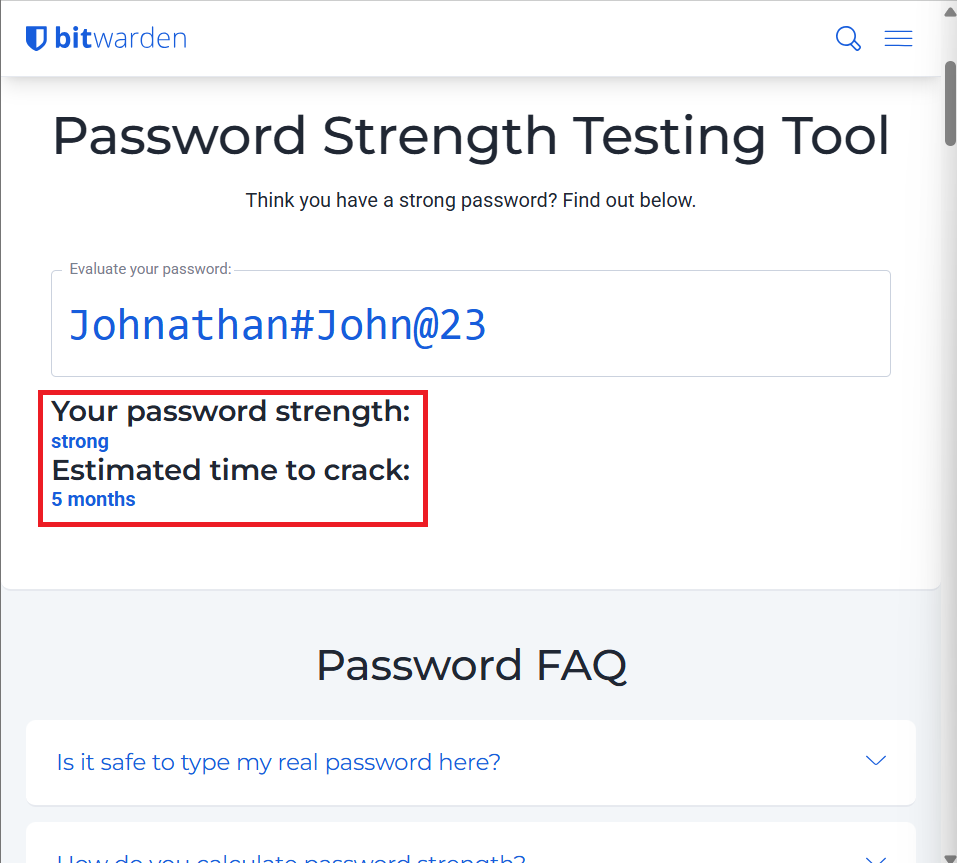 bitwarden
Password Strength Testing Tool
Think you have a strong password? Find out below.
Evaluate your password:
Johnathan#John@23
Your password strength:
strong
Estimated time to crack:
5 months
Password FAQ
Is it safe to type my real password here?
How do you calculate password strength?